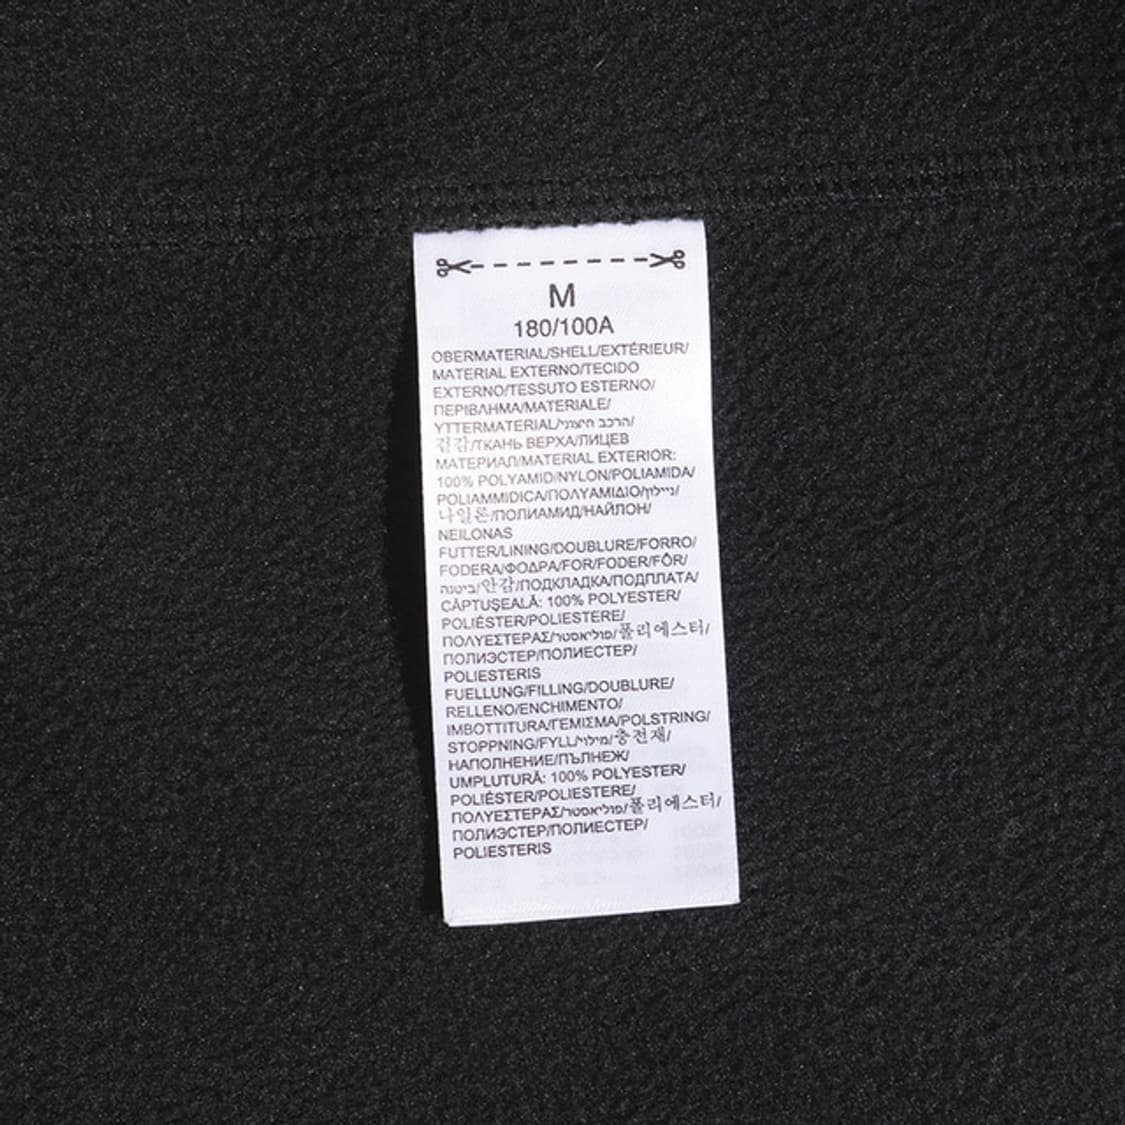 M
180/100A
OBERMATERIAL/SHELL/EXTÉRIEUR/
MATERIAL EXTERNO/TECIDO
EXTERNO/TESSUTO ESTERNO/
ΠΕΡΙΒΛΗΜΑ/MATERIALE/
YTTERMATERIAL/הרכב חיצוני/
겉감/ТКАНЬ ВЕРХА/ЛИЦЕВ
МАТЕРИАЛ/MATERIAL EXTERIOR:
100% POLYAMID/NYLON/POLIAMIDA/
POLIAMMIDICA/ΠΟΛΥΑΜΙΔΙΟ/ניילון/
나일론/ПОЛИАМИД/НАЙЛОН/
NEILONAS
FUTTER/LINING/DOUBLURE/FORRO/
FODERA/ΦΟΔΡΑ/FOR/FODER/FÔR/
ביטנה/안감/ПОДКЛАДКА/ПОДПЛАТА/
CĂPTUŞEALĂ: 100% POLYESTER/
POLIÉSTER/POLIESTERE/
ΠΟΛΥΕΣΤΕΡΑΣ/פוליאסטר/폴리에스터/
ПОЛИЭСТЕР/ПОЛИЕСТЕР/
POLIESTERIS
FUELLUNG/FILLING/DOUBLURE/
RELLENO/ENCHIMENTO/
IMBOTTITURA/ΓΕΜΙΣΜΑ/POLSTRING/
STOPPNING/FYLL/מילוי/충전재/
НАПОЛНЕНИЕ/ПЪЛНЕЖ/
UMPLUTURĂ: 100% POLYESTER/
POLIÉSTER/POLIESTERE/
ΠΟΛΥΕΣΤΕΡΑΣ/פוליאסטר/폴리에스터/
ПОЛИЭСТЕР/ПОЛИЕСТЕР/
POLIESTERIS